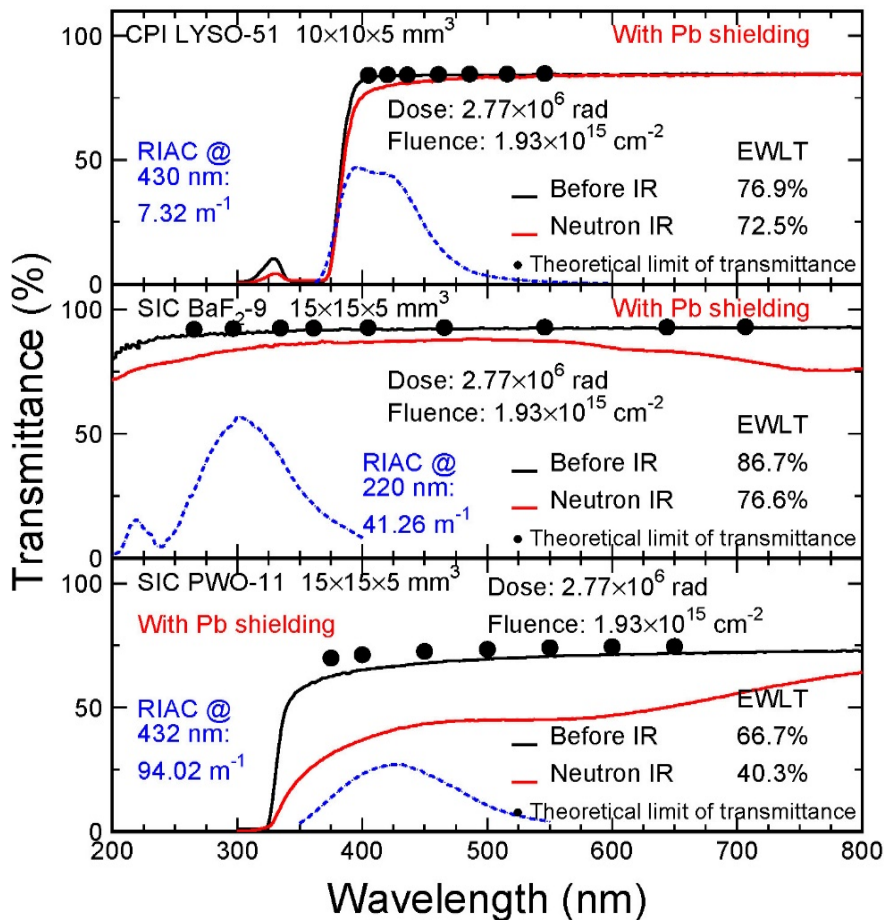 Transmittance (%)
100
CPI LYSO-51 10×10×5 mm³
With Pb shielding
Dose: 2.77×10⁶ rad
Fluence: 1.93×10¹⁵ cm⁻²
RIAC @
430 nm:
7.32 m⁻¹
50
EWLT
Before IR 76.9%
Neutron IR 72.5%
Theoretical limit of transmittance
0
SIC BaF₂-9 15×15×5 mm³
With Pb shielding
100
Dose: 2.77×10⁶ rad
Fluence: 1.93×10¹⁵ cm⁻²
50
RIAC @
220 nm:
41.26 m⁻¹
EWLT
Before IR 86.7%
Neutron IR 76.6%
Theoretical limit of transmittance
0
SIC PWO-11 15×15×5 mm³
100
Dose: 2.77×10⁶ rad
Fluence: 1.93×10¹⁵ cm⁻²
With Pb shielding
50
RIAC @
432 nm:
94.02 m⁻¹
EWLT
Before IR 66.7%
Neutron IR 40.3%
Theoretical limit of transmittance
0
200 300 400 500 600 700 800
Wavelength (nm)